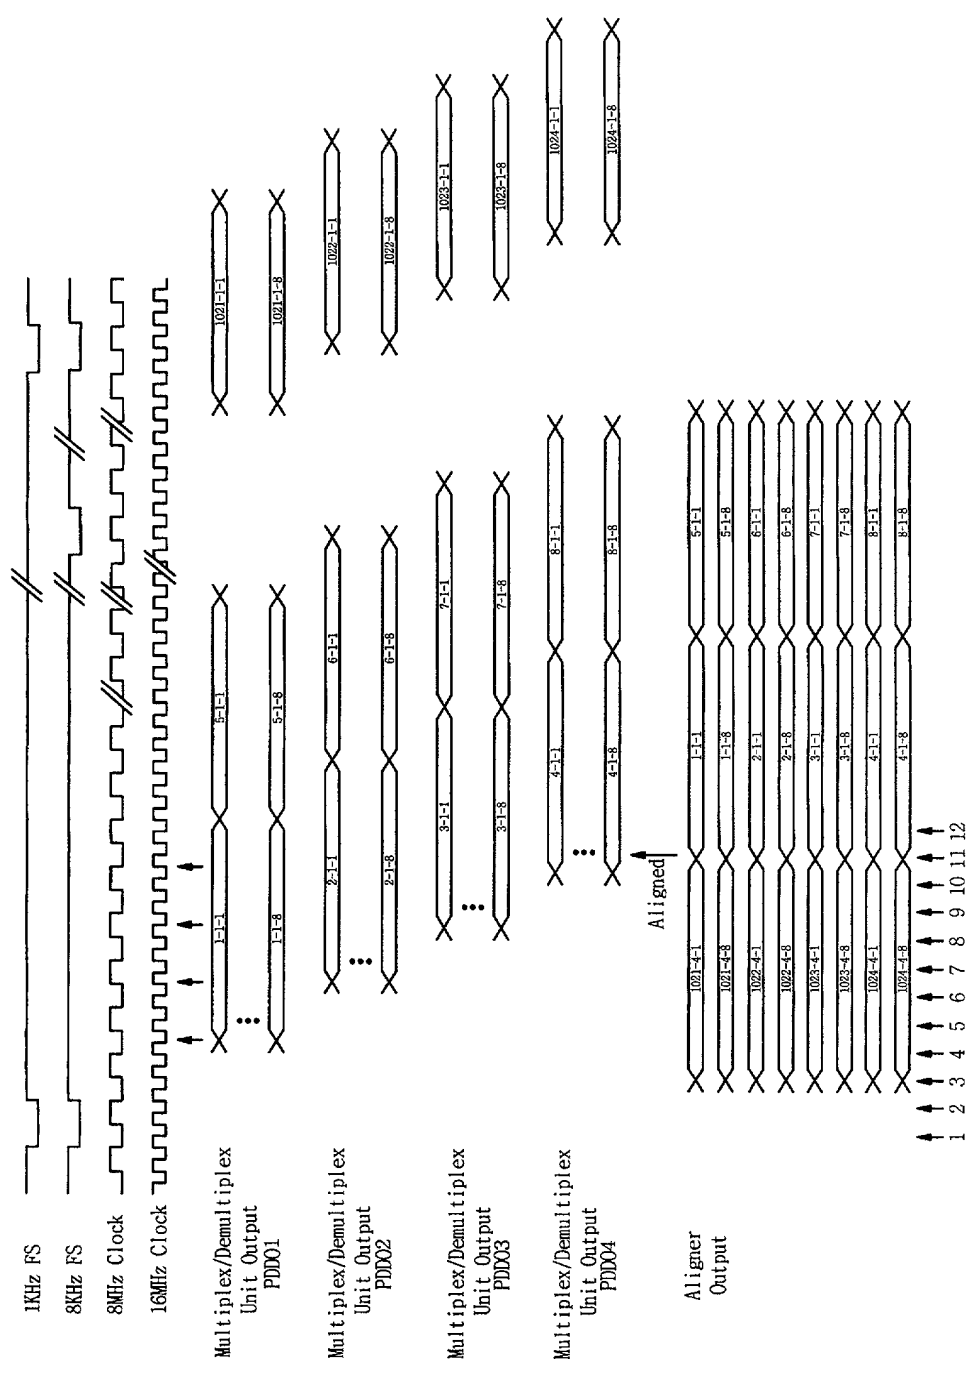 1KHz FS
8KHz FS
8MHz Clock
16MHz Clock
Multiplex/Demultiplex
Unit Output
PDDO1
1-1-1
5-1-1
1021-1-1
1-1-8
5-1-8
1021-1-8
Multiplex/Demultiplex
Unit Output
PDDO2
2-1-1
6-1-1
1022-1-1
2-1-8
6-1-8
1022-1-8
Multiplex/Demultiplex
Unit Output
PDDO3
3-1-1
7-1-1
1023-1-1
3-1-8
7-1-8
1023-1-8
Multiplex/Demultiplex
Unit Output
PDDO4
4-1-1
8-1-1
1024-1-1
4-1-8
8-1-8
1024-1-8
Aligned
Aligner
Output
1021-4-1
1-1-1
5-1-1
1021-4-8
1-1-8
5-1-8
1022-4-1
2-1-1
6-1-1
1022-4-8
2-1-8
6-1-8
1023-4-1
3-1-1
7-1-1
1023-4-8
3-1-8
7-1-8
1024-4-1
4-1-1
8-1-1
1024-4-8
4-1-8
8-1-8
1 2 3 4 5 6 7 8 9 10 11 12